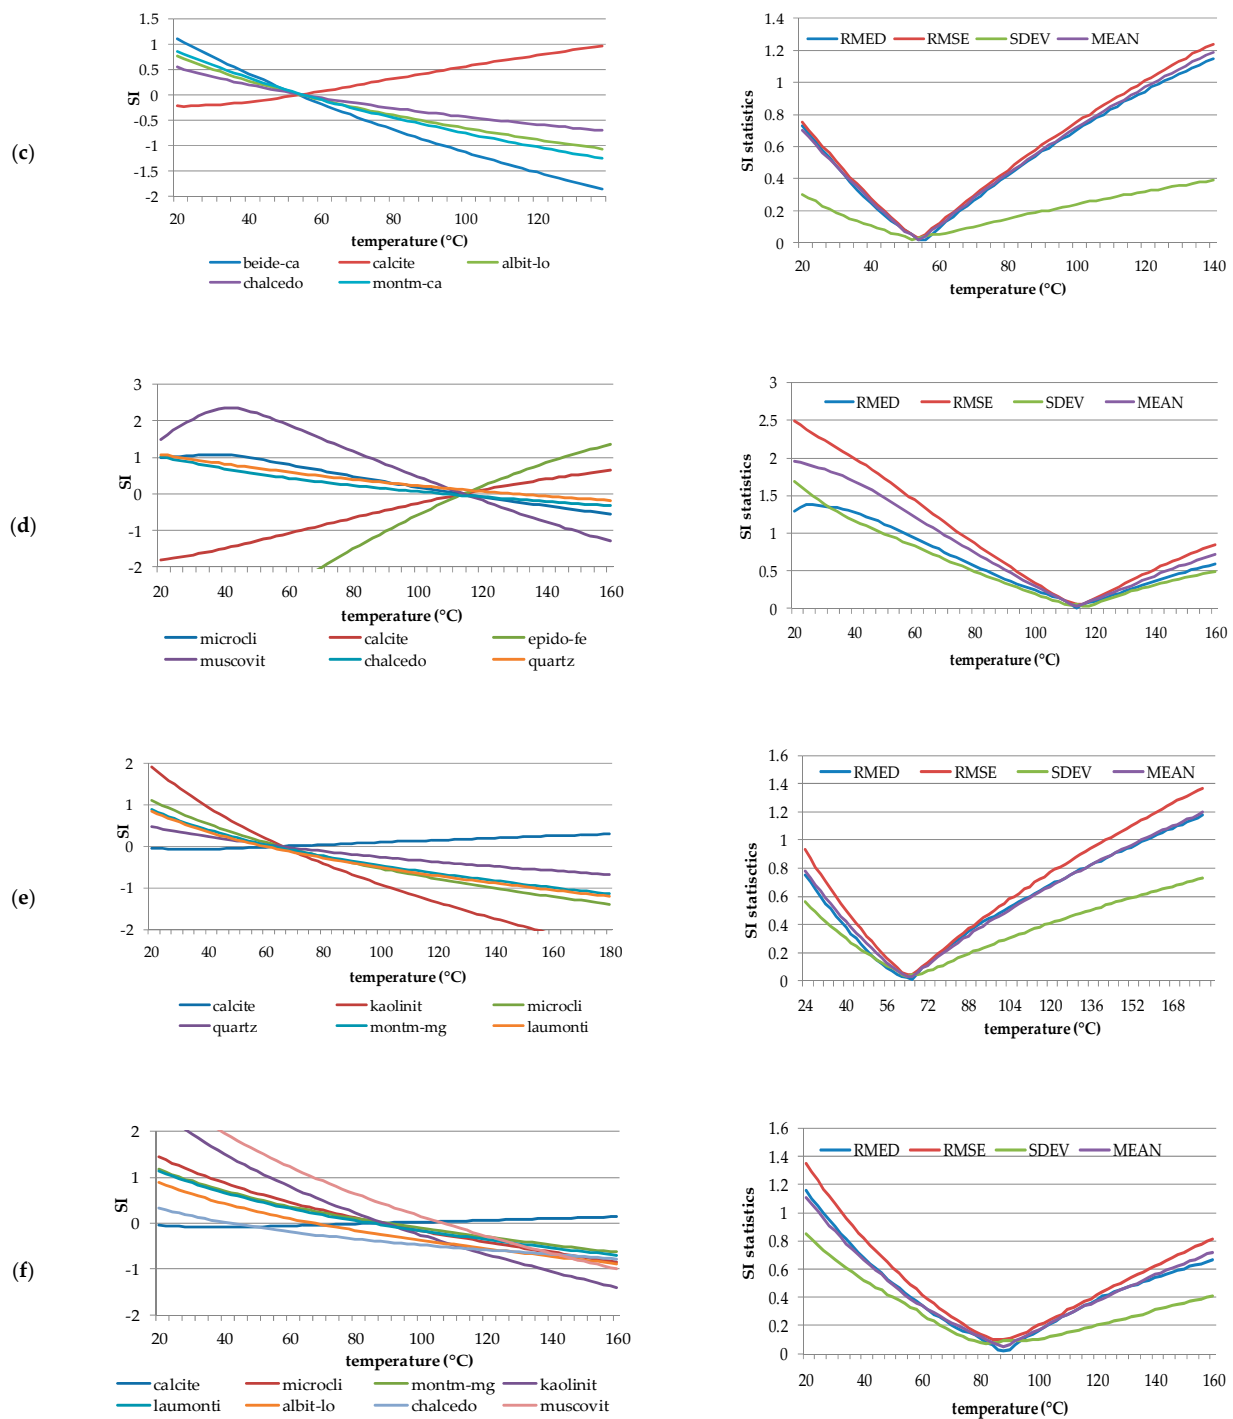 (c)
1.5
1
0.5
0
-0.5
-1
-1.5
-2
SI
20 40 60 80 100 120
temperature (°C)
beide-ca calcite albit-lo
chalcedo montm-ca
1.4
1.2
1
0.8
0.6
0.4
0.2
0
SI statistics
RMED RMSE SDEV MEAN
20 40 60 80 100 120 140
temperature (°C)
(d)
3
2
1
0
-1
-2
SI
20 40 60 80 100 120 140 160
temperature (°C)
microcli calcite epido-fe
muscovit chalcedo quartz
3
2.5
2
1.5
1
0.5
0
SI statistics
RMED RMSE SDEV MEAN
20 40 60 80 100 120 140 160
temperature (°C)
(e)
2
1
0
-1
-2
SI
20 40 60 80 100 120 140 160 180
temperature (°C)
calcite kaolinit microcli
quartz montm-mg laumonti
1.6
1.4
1.2
1
0.8
0.6
0.4
0.2
0
SI statisctics
RMED RMSE SDEV MEAN
24 40 56 72 88 104 120 136 152 168
temperature (°C)
(f)
2
1
0
-1
-2
SI
20 40 60 80 100 120 140 160
temperature (°C)
calcite microcli montm-mg kaolinit
laumonti albit-lo chalcedo muscovit
1.6
1.4
1.2
1
0.8
0.6
0.4
0.2
0
SI statistics
RMED RMSE SDEV MEAN
20 40 60 80 100 120 140 160
temperature (°C)